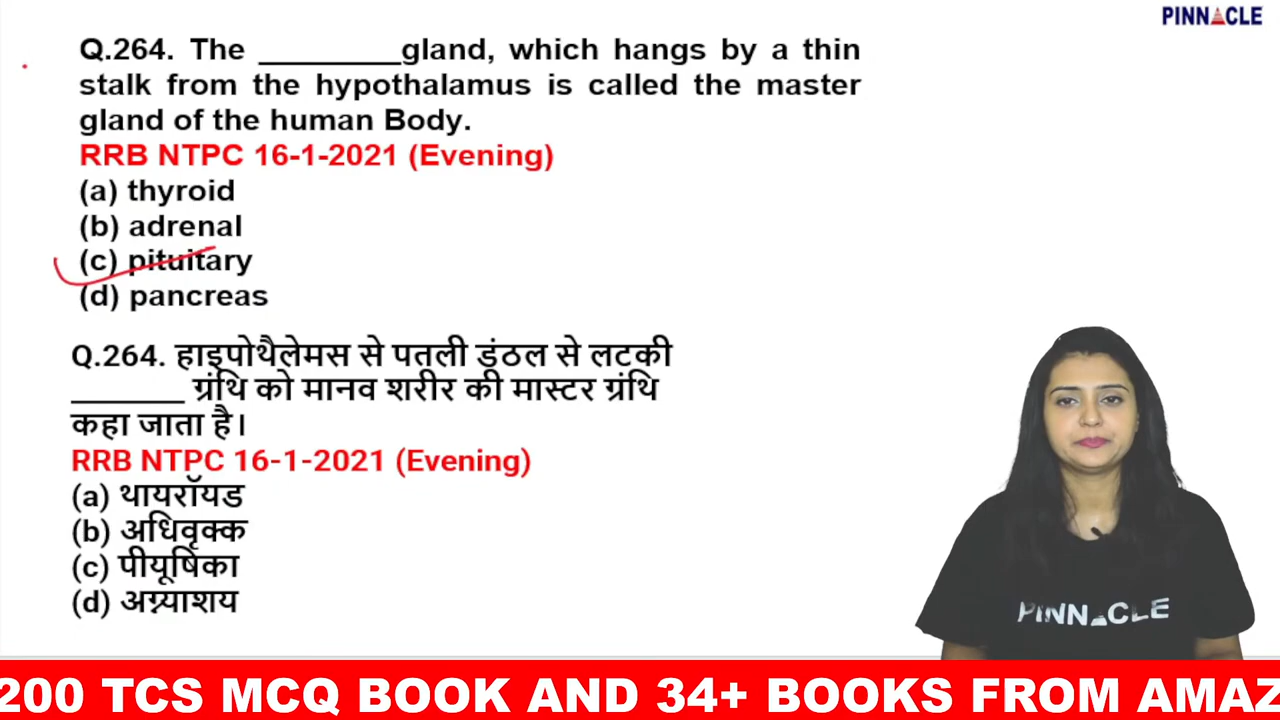 PINNACLE
Q.264. The ________gland, which hangs by a thin
stalk from the hypothalamus is called the master
gland of the human Body.
RRB NTPC 16-1-2021 (Evening)
(a) thyroid
(b) adrenal
(c) pituitary
(d) pancreas
Q.264. हाइपोथैलेमस से पतली डंठल से लटकी
_______ ग्रंथि को मानव शरीर की मास्टर ग्रंथि
कहा जाता है।
RRB NTPC 16-1-2021 (Evening)
(a) थायरॉयड
(b) अधिवृक्क
(c) पीयूषिका
(d) अग्न्याशय
PINNACLE
200 TCS MCQ BOOK AND 34+ BOOKS FROM AMAZ